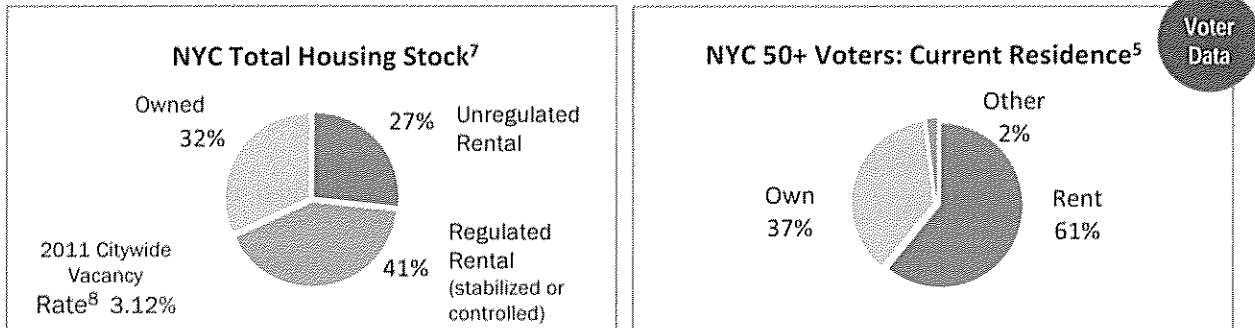 NYC Total Housing Stock⁷
Owned
32%
27% Unregulated
Rental
41%
Regulated
Rental
(stabilized or
controlled)
2011 Citywide
Vacancy
Rate⁸ 3.12%
Voter
Data
NYC 50+ Voters: Current Residence⁵
Other
2%
Own
37%
Rent
61%